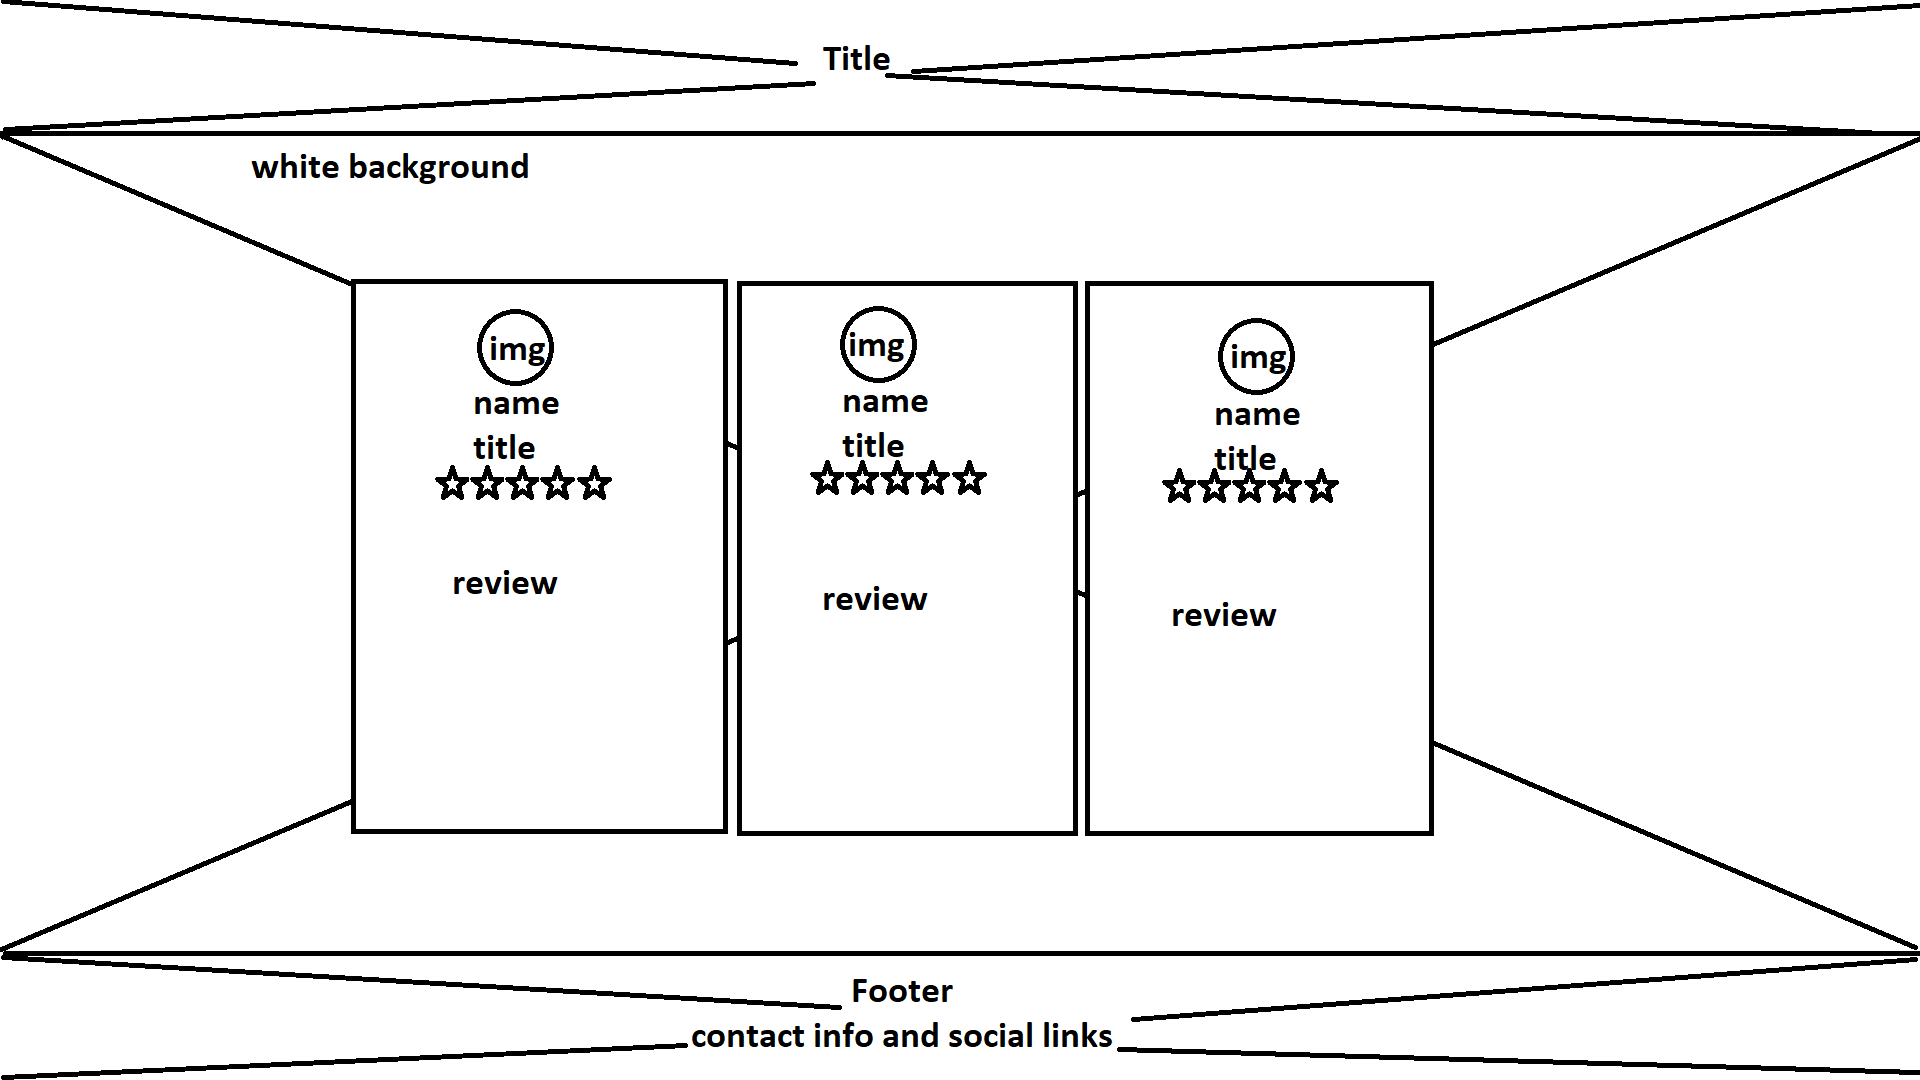 Title
white background
img
name
title
review
img
name
title
review
img
name
title
review
Footer
contact info and social links